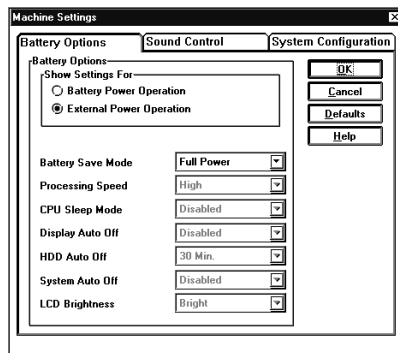 Machine Settings
Battery Options Sound Control System Configuration
Battery Options
Show Settings For
Battery Power Operation
External Power Operation
Battery Save Mode Full Power
Processing Speed High
CPU Sleep Mode Disabled
Display Auto Off Disabled
HDD Auto Off 30 Min.
System Auto Off Disabled
LCD Brightness Bright
OK
Cancel
Defaults
Help